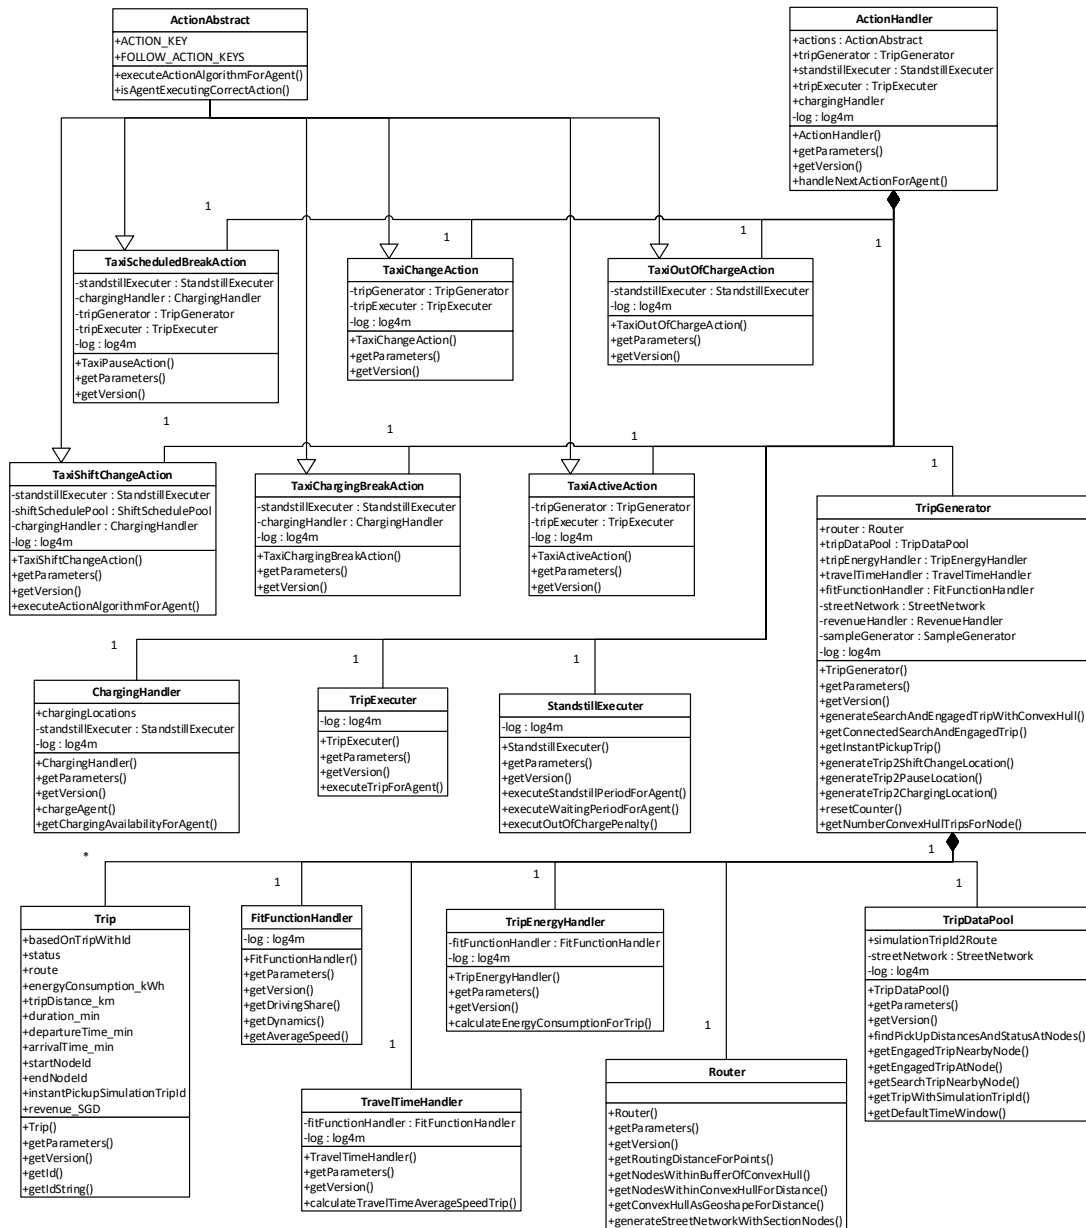 ActionAbstract
+ACTION_KEY
+FOLLOW_ACTION_KEYS
+executeActionAlgorithmForAgent()
+isAgentExecutingCorrectAction()
ActionHandler
+actions : ActionAbstract
+tripGenerator : TripGenerator
+standstillExecuter : StandstillExecuter
+tripExecuter : TripExecuter
+chargingHandler
-log : log4m
+ActionHandler()
+getParameters()
+getVersion()
+handleNextActionForAgent()
1
1
1
1
TaxiScheduledBreakAction
-standstillExecuter : StandstillExecuter
-chargingHandler : ChargingHandler
-tripGenerator : TripGenerator
-tripExecuter : TripExecuter
-log : log4m
+TaxiPauseAction()
+getParameters()
+getVersion()
TaxiChangeAction
-tripGenerator : TripGenerator
-tripExecuter : TripExecuter
-log : log4m
+TaxiChangeAction()
+getParameters()
+getVersion()
TaxiOutOfChargeAction
-standstillExecuter : StandstillExecuter
-log : log4m
+TaxiOutOfChargeAction()
+getParameters()
+getVersion()
1
1
1
1
TaxiShiftChangeAction
-standstillExecuter : StandstillExecuter
-shiftSchedulePool : ShiftSchedulePool
-chargingHandler : ChargingHandler
-log : log4m
+TaxiShiftChangeAction()
+getParameters()
+getVersion()
+executeActionAlgorithmForAgent()
TaxiChargingBreakAction
-standstillExecuter : StandstillExecuter
-chargingHandler : ChargingHandler
-log : log4m
+TaxiChargingBreakAction()
+getParameters()
+getVersion()
TaxiActiveAction
-tripGenerator : TripGenerator
-tripExecuter : TripExecuter
-log : log4m
+TaxiActiveAction()
+getParameters()
+getVersion()
TripGenerator
+router : Router
+tripDataPool : TripDataPool
+tripEnergyHandler : TripEnergyHandler
+travelTimeHandler : TravelTimeHandler
+fitFunctionHandler : FitFunctionHandler
-streetNetwork : StreetNetwork
-revenueHandler : RevenueHandler
-sampleGenerator : SampleGenerator
-log : log4m
+TripGenerator()
+getParameters()
+getVersion()
+generateSearchAndEngagedTripWithConvexHull()
+getConnectedSearchAndEngagedTrip()
+getInstantPickupTrip()
+generateTrip2ShiftChangeLocation()
+generateTrip2PauseLocation()
+generateTrip2ChargingLocation()
+resetCounter()
+getNumberConvexHullTripsForNode()
1
1
1
ChargingHandler
+chargingLocations
-standstillExecuter : StandstillExecuter
-log : log4m
+ChargingHandler()
+getParameters()
+getVersion()
+chargeAgent()
+getChargingAvailabilityForAgent()
TripExecuter
-log : log4m
+TripExecuter()
+getParameters()
+getVersion()
+executeTripForAgent()
StandstillExecuter
-log : log4m
+StandstillExecuter()
+getParameters()
+getVersion()
+executeStandstillPeriodForAgent()
+executeWaitingPeriodForAgent()
+executOutOfChargePenalty()
*
1
1
1
1
Trip
+basedOnTripWithId
+status
+route
+energyConsumption_kWh
+tripDistance_km
+duration_min
+departureTime_min
+arrivalTime_min
+startNodeId
+endNodeId
+instantPickupSimulationTripId
+revenue_SGD
+Trip()
+getParameters()
+getVersion()
+getId()
+getIdString()
FitFunctionHandler
-log : log4m
+FitFunctionHandler()
+getParameters()
+getVersion()
+getDrivingShare()
+getDynamics()
+getAverageSpeed()
TripEnergyHandler
-fitFunctionHandler : FitFunctionHandler
-log : log4m
+TripEnergyHandler()
+getParameters()
+getVersion()
+calculateEnergyConsumptionForTrip()
TripDataPool
+simulationTripId2Route
-streetNetwork : StreetNetwork
-log : log4m
+TripDataPool()
+getParameters()
+getVersion()
+findPickUpDistancesAndStatusAtNodes()
+getEngagedTripNearbyNode()
+getEngagedTripAtNode()
+getSearchTripNearbyNode()
+getTripWithSimulationTripId()
+getDefaultTimeWindow()
1
1
TravelTimeHandler
-fitFunctionHandler : FitFunctionHandler
-log : log4m
+TravelTimeHandler()
+getParameters()
+getVersion()
+calculateTravelTimeAverageSpeedTrip()
Router
+Router()
+getParameters()
+getVersion()
+getRoutingDistanceForPoints()
+getNodesWithinBufferOfConvexHull()
+getNodesWithinConvexHullForDistance()
+getConvexHullAsGeoshapeForDistance()
+generateStreetNetworkWithSectionNodes()